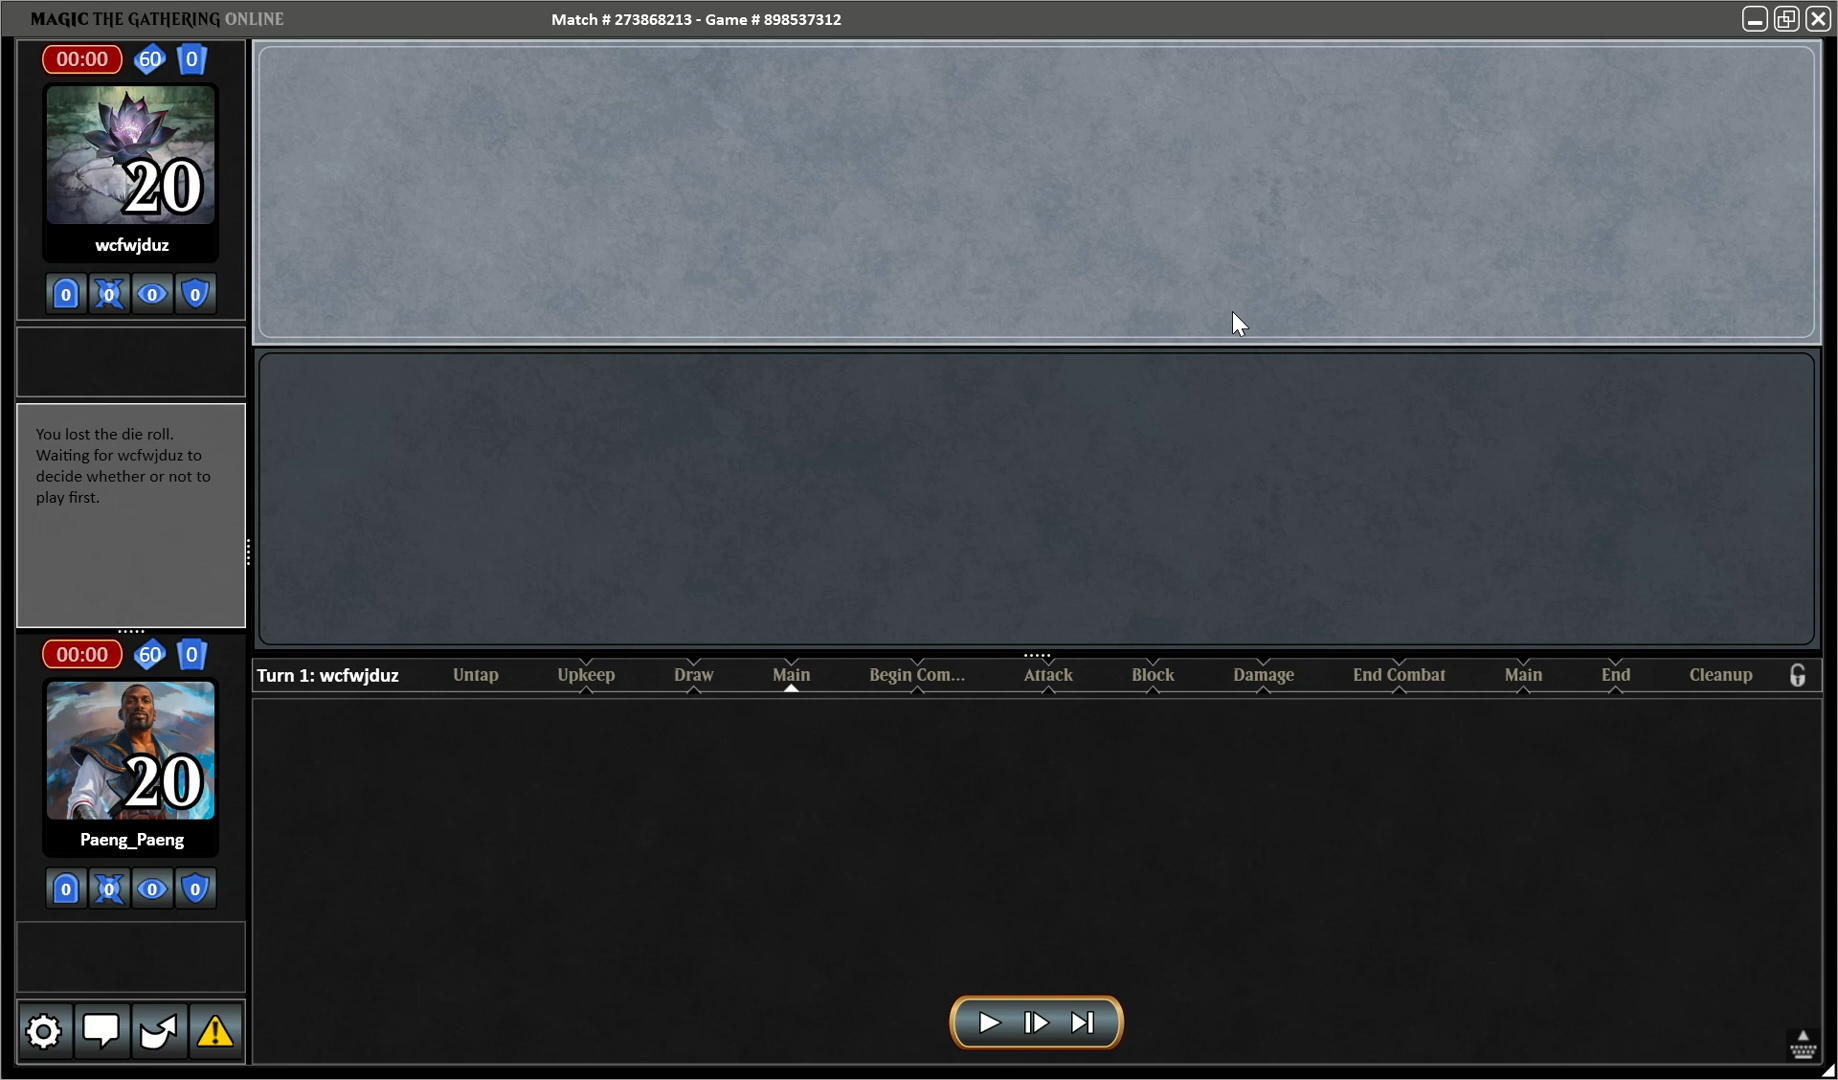 MAGIC THE GATHERING ONLINE
Match # 273868213 - Game # 898537312
00:00 60 0
20
wcfwjduz
0 0 0 0
You lost the die roll.
Waiting for wcfwjduz to
decide whether or not to
play first.
00:00 60 0
20
Paeng_Paeng
0 0 0 0
Turn 1: wcfwjduz Untap Upkeep Draw Main Begin Com... Attack Block Damage End Combat Main End Cleanup